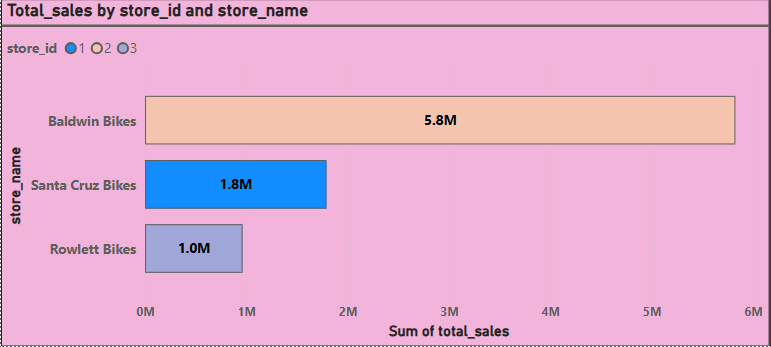 Total_sales by store_id and store_name
store_id 1 2 3
store_name
Baldwin Bikes 5.8M
Santa Cruz Bikes 1.8M
Rowlett Bikes 1.0M
0M 1M 2M 3M 4M 5M 6M
Sum of total_sales